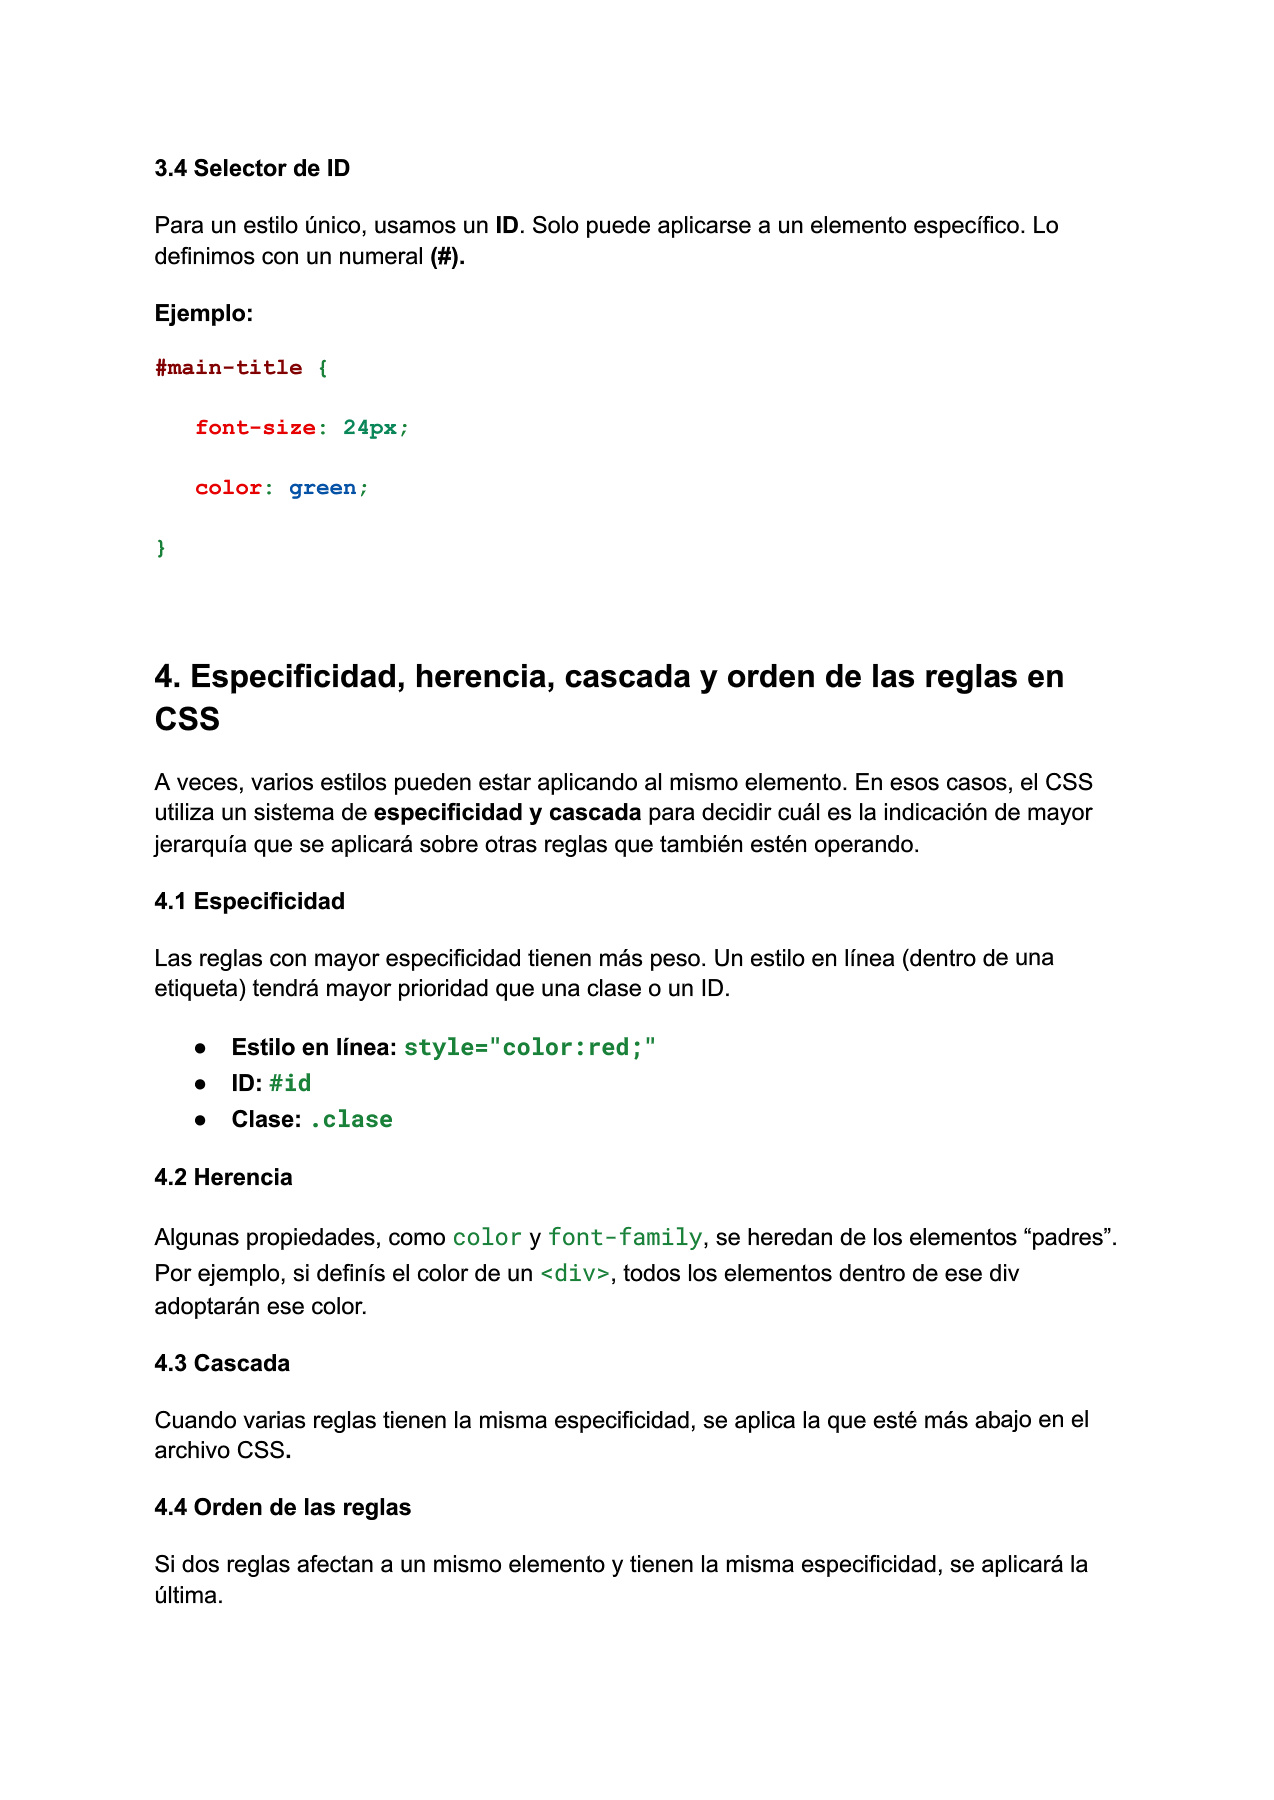 3.4 Selector de ID
Para un estilo único, usamos un ID. Solo puede aplicarse a un elemento específico. Lo
definimos con un numeral (#).
Ejemplo:
#main-title {
font-size: 24px;
color: green;
}
4. Especificidad, herencia, cascada y orden de las reglas en
CSS
A veces, varios estilos pueden estar aplicando al mismo elemento. En esos casos, el CSS
utiliza un sistema de especificidad y cascada para decidir cuál es la indicación de mayor
jerarquía que se aplicará sobre otras reglas que también estén operando.
4.1 Especificidad
Las reglas con mayor especificidad tienen más peso. Un estilo en línea (dentro de una
etiqueta) tendrá mayor prioridad que una clase o un ID.
● Estilo en línea: style="color:red;"
● ID: #id
● Clase: .clase
4.2 Herencia
Algunas propiedades, como color y font-family, se heredan de los elementos “padres”.
Por ejemplo, si definís el color de un <div>, todos los elementos dentro de ese div
adoptarán ese color.
4.3 Cascada
Cuando varias reglas tienen la misma especificidad, se aplica la que esté más abajo en el
archivo CSS.
4.4 Orden de las reglas
Si dos reglas afectan a un mismo elemento y tienen la misma especificidad, se aplicará la
última.